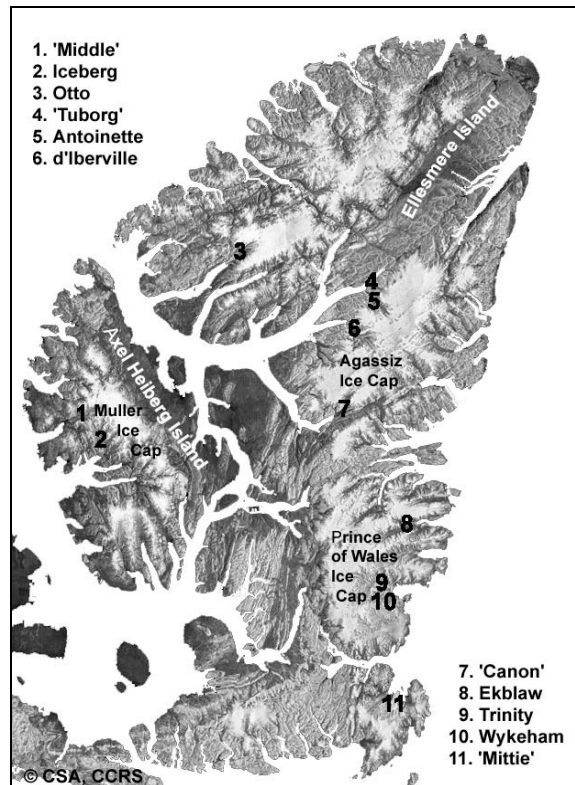 1. 'Middle'
2. Iceberg
3. Otto
4. 'Tuborg'
5. Antoinette
6. d'Iberville
Ellesmere Island
3
4
5
6
Agassiz
Ice Cap
Axel Heiberg Island
1
Muller
Ice
Cap
2
7
8
Prince
of Wales
Ice
Cap
9
10
7. 'Canon'
8. Ekblaw
9. Trinity
10. Wykeham
11. 'Mittie'
11
© CSA, CCRS